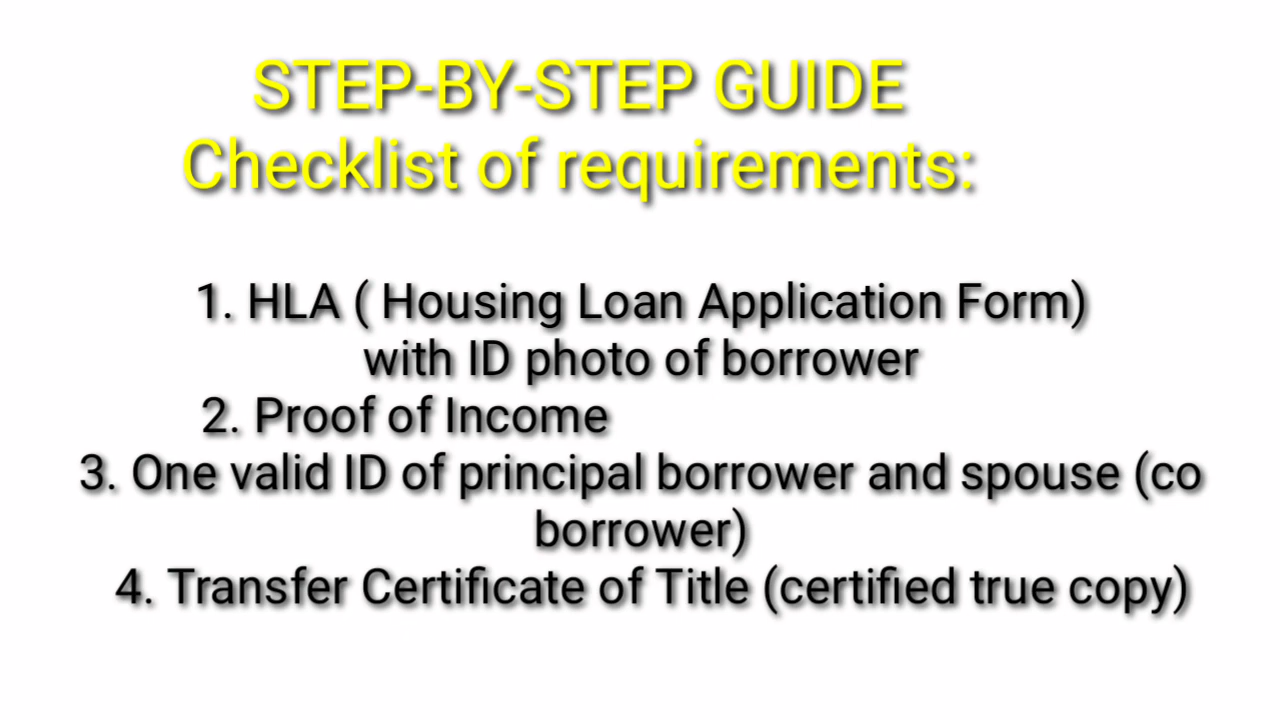 STEP-BY-STEP GUIDE
Checklist of requirements:
1. HLA ( Housing Loan Application Form)
with ID photo of borrower
2. Proof of Income
3. One valid ID of principal borrower and spouse (co
borrower)
4. Transfer Certificate of Title (certified true copy)